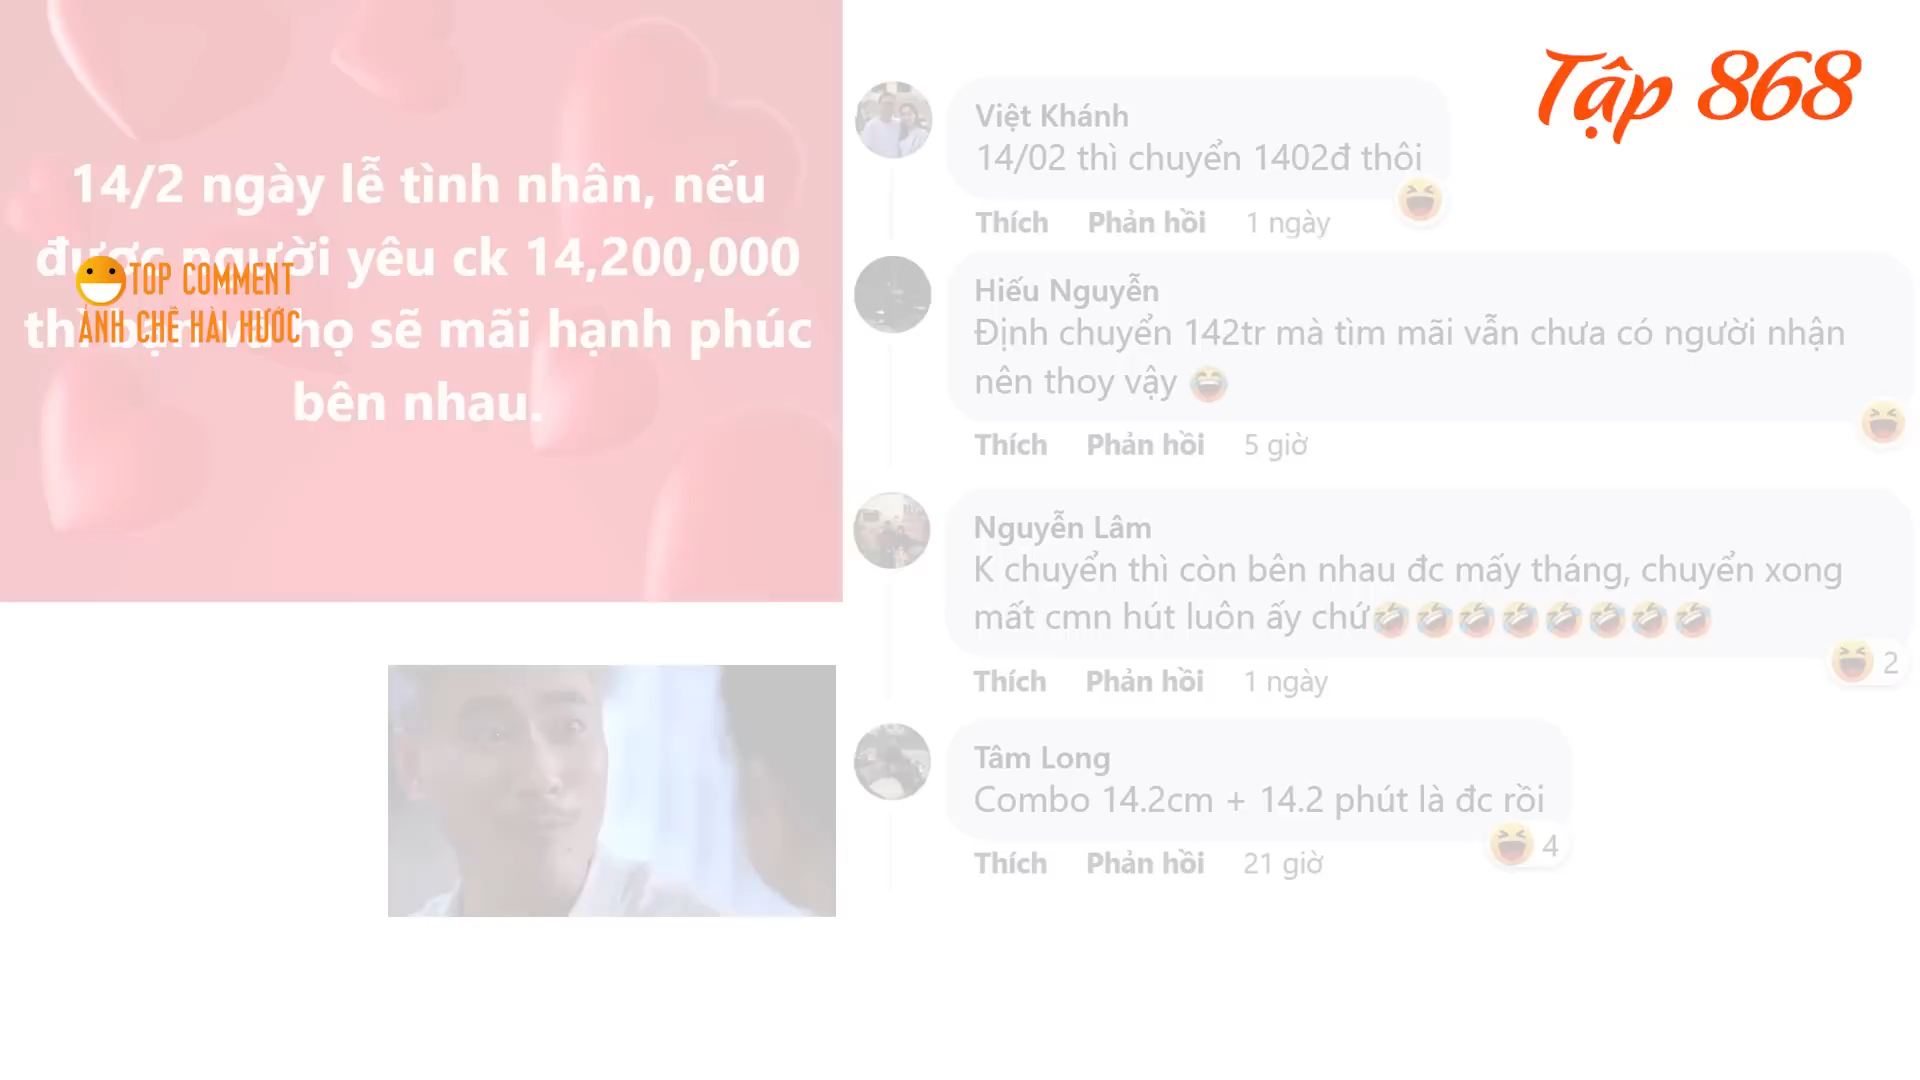 14/2 ngày lễ tình nhân, nếu
được người yêu ck 14,200,000
thì bạn và họ sẽ mãi hạnh phúc
bên nhau.
TOP COMMENT
ẢNH CHẾ HÀI HƯỚC
Tập 868
Việt Khánh
14/02 thì chuyển 1402đ thôi
Thích Phản hồi 1 ngày
Hiếu Nguyễn
Định chuyển 142tr mà tìm mãi vẫn chưa có người nhận
nên thoy vậy 😂
Thích Phản hồi 5 giờ
Nguyễn Lâm
K chuyển thì còn bên nhau đc mấy tháng, chuyển xong
mất cmn hút luôn ấy chứ🤣🤣🤣🤣🤣🤣🤣🤣
2
Thích Phản hồi 1 ngày
Tâm Long
Combo 14.2cm + 14.2 phút là đc rồi
4
Thích Phản hồi 21 giờ